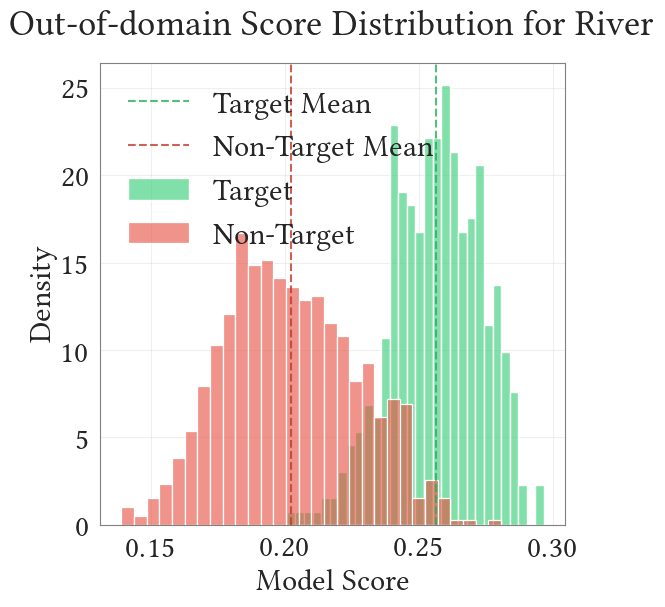 Out-of-domain Score Distribution for River
Target Mean
Non-Target Mean
Target
Non-Target
Density
25
20
15
10
5
0
0.15
0.20
0.25
0.30
Model Score